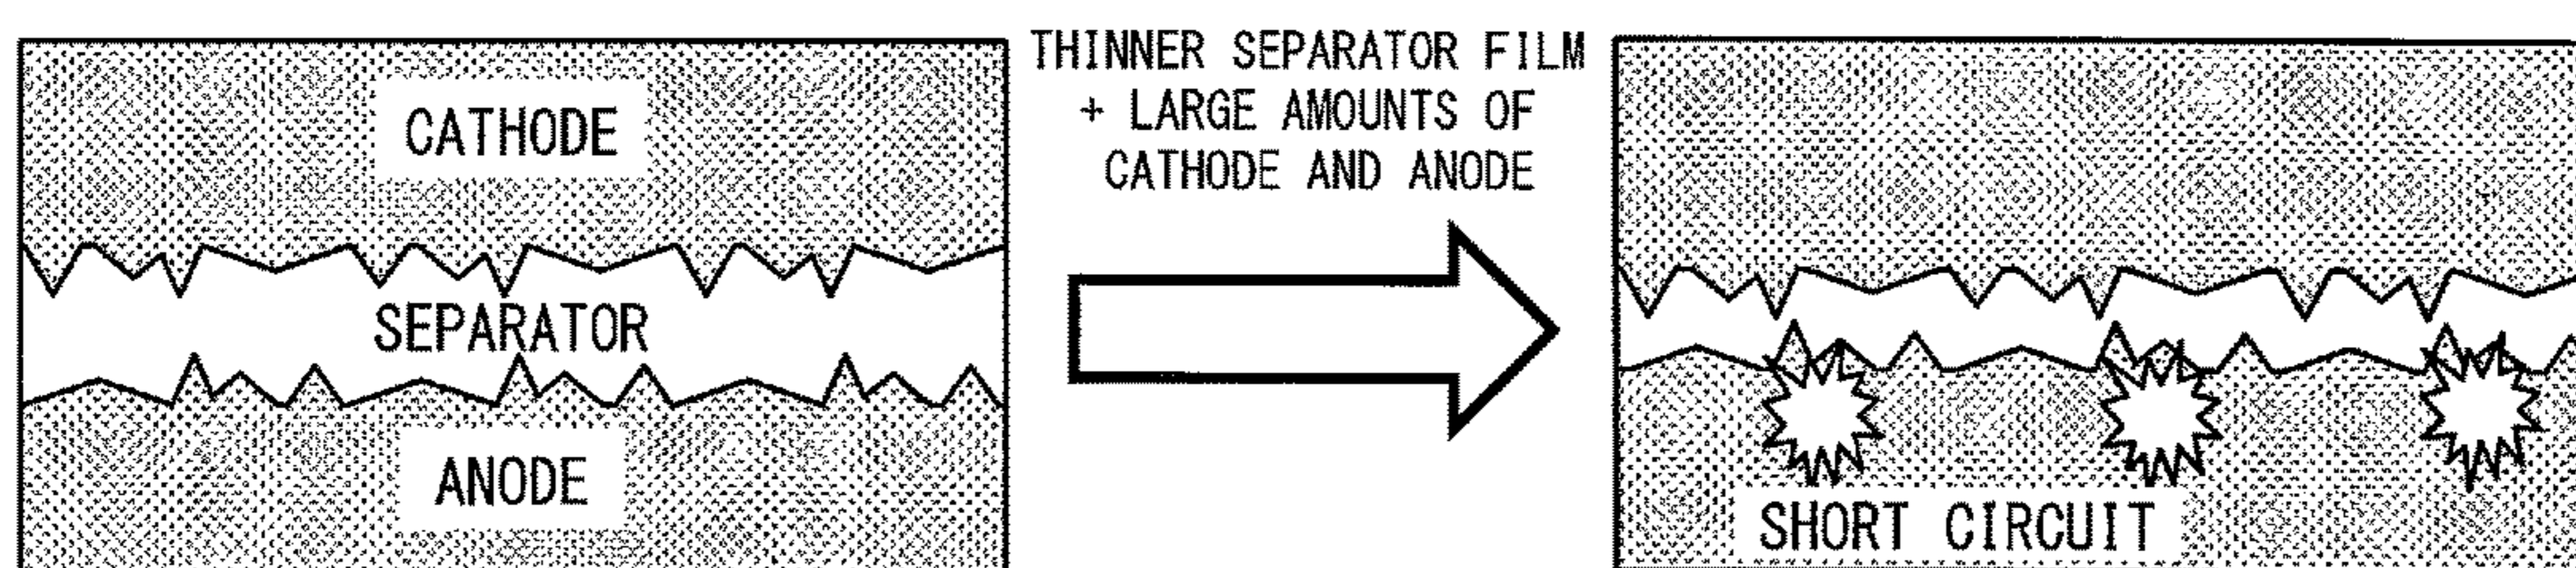 CATHODE
SEPARATOR
ANODE
THINNER SEPARATOR FILM
+ LARGE AMOUNTS OF
CATHODE AND ANODE
SHORT CIRCUIT